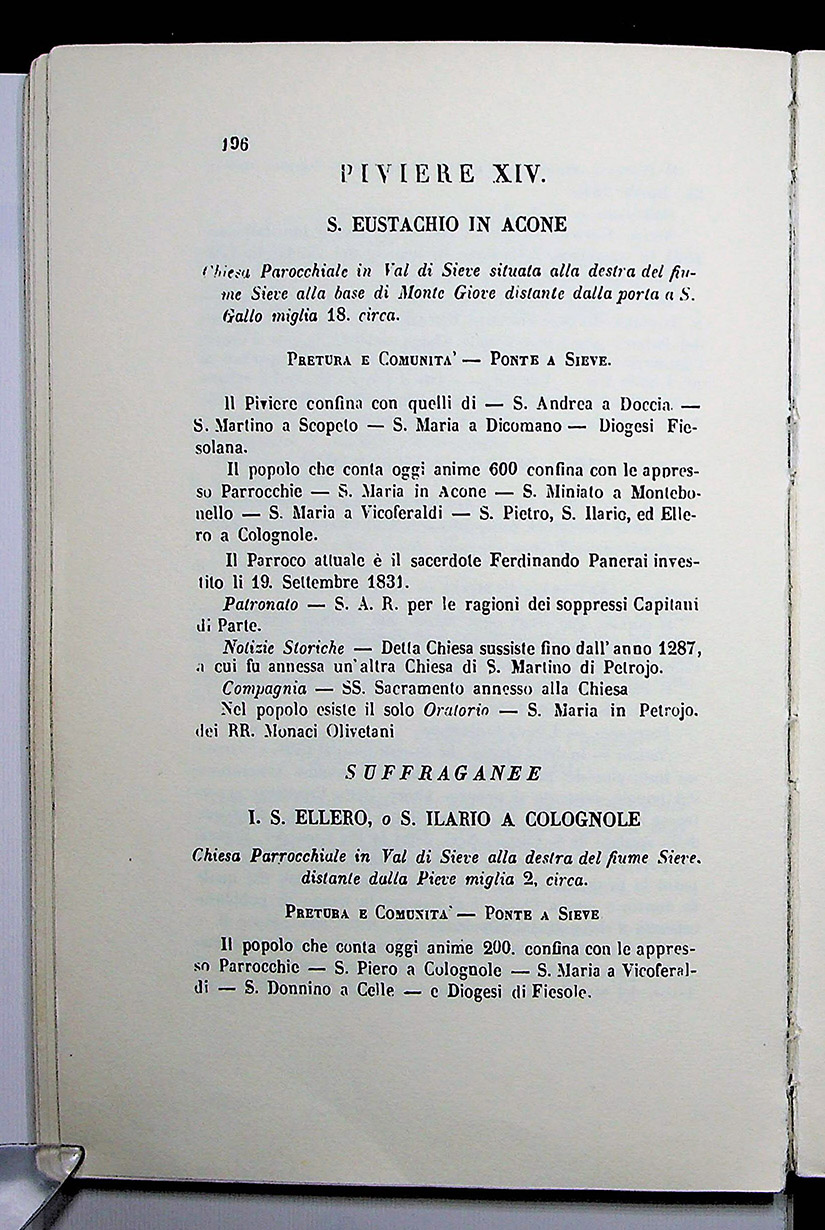 196
PIVIERE XIV.
S. EUSTACHIO IN ACONE
Chiesa Parocchiale in Val di Sieve situata alla destra del fiu-
me Sieve alla base di Monte Giove distante dalla porta a S.
Gallo miglia 18. circa.
PRETURA E COMUNITA' — PONTE A SIEVE.
Il Piviere confina con quelli di — S. Andrea a Doccia. —
S. Martino a Scopeto — S. Maria a Dicomano — Diogesi Fie-
solana.
Il popolo che conta oggi anime 600 confina con le appres-
so Parrocchie — S. Maria in Acone — S. Miniato a Montebo-
nello — S. Maria a Vicoferaldi — S. Pietro, S. Ilario, ed Elle-
ro a Colognole.
Il Parroco attuale è il sacerdote Ferdinando Panerai inves-
tito li 19. Settembre 1831.
Patronato — S. A. R. per le ragioni dei soppressi Capitani
di Parte.
Notizie Storiche — Detta Chiesa sussiste fino dall' anno 1287,
a cui fu annessa un'altra Chiesa di S. Martino di Petrojo.
Compagnia — SS. Sacramento annesso alla Chiesa
Nel popolo esiste il solo Oratorio — S. Maria in Petrojo.
dei RR. Monaci Olivetani
SUFFRAGANEE
I. S. ELLERO, o S. ILARIO A COLOGNOLE
Chiesa Parrocchiale in Val di Sieve alla destra del fiume Sieve.
distante dalla Pieve miglia 2, circa.
PRETURA E COMUNITA' — PONTE A SIEVE
Il popolo che conta oggi anime 200. confina con le appres-
so Parrocchie — S. Piero a Colognole — S. Maria a Vicoferal-
di — S. Donnino a Celle — e Diogesi di Fiesole.